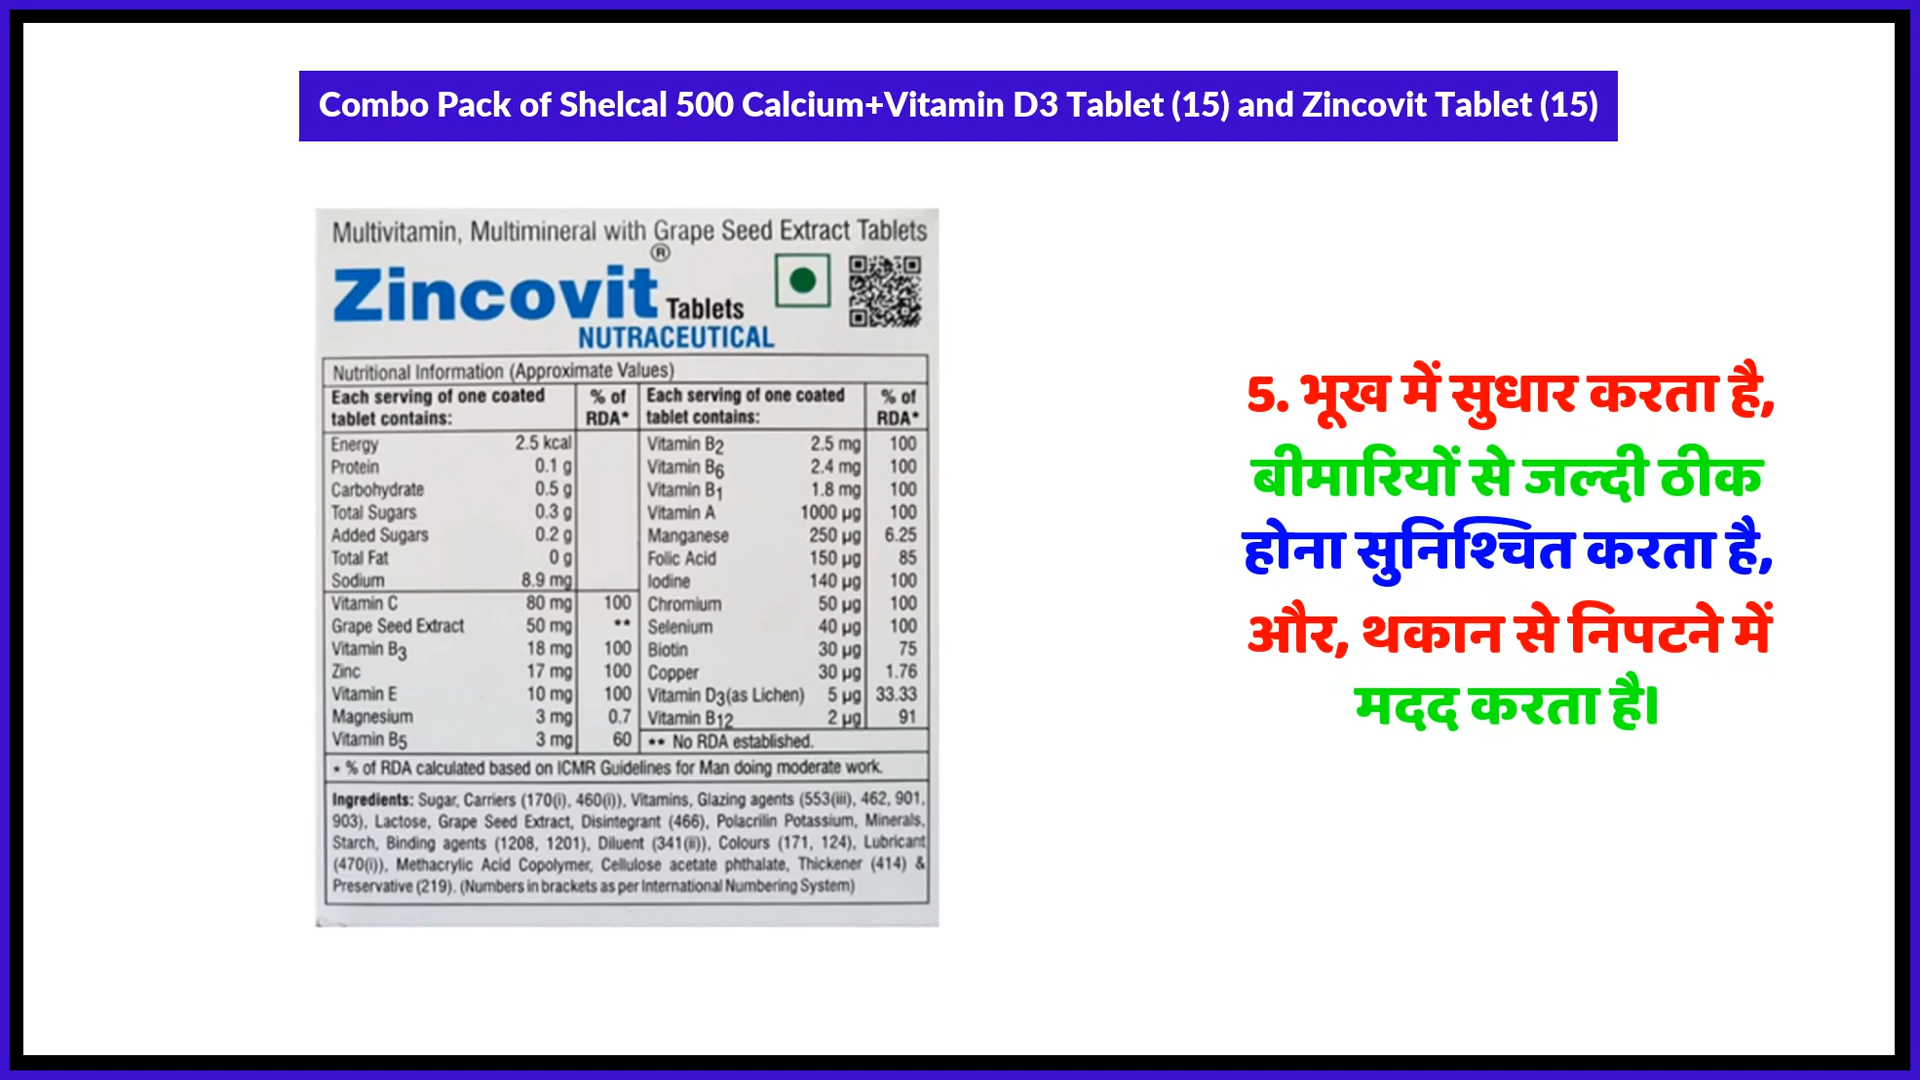 Combo Pack of Shelcal 500 Calcium+Vitamin D3 Tablet (15) and Zincovit Tablet (15)
Multivitamin, Multimineral with Grape Seed Extract Tablets
Zincovit® Tablets
NUTRACEUTICAL
Nutritional Information (Approximate Values)
Each serving of one coated tablet contains: % of RDA*
Energy 2.5 kcal
Protein 0.1 g
Carbohydrate 0.5 g
Total Sugars 0.3 g
Added Sugars 0.2 g
Total Fat 0 g
Sodium 8.9 mg
Vitamin C 80 mg 100
Grape Seed Extract 50 mg **
Vitamin B3 18 mg 100
Zinc 17 mg 100
Vitamin E 10 mg 100
Magnesium 3 mg 0.7
Vitamin B5 3 mg 60
Each serving of one coated tablet contains: % of RDA*
Vitamin B2 2.5 mg 100
Vitamin B6 2.4 mg 100
Vitamin B1 1.8 mg 100
Vitamin A 1000 µg 100
Manganese 250 µg 6.25
Folic Acid 150 µg 85
Iodine 140 µg 100
Chromium 50 µg 100
Selenium 40 µg 100
Biotin 30 µg 75
Copper 30 µg 1.76
Vitamin D3(as Lichen) 5 µg 33.33
Vitamin B12 2 µg 91
** No RDA established.
* % of RDA calculated based on ICMR Guidelines for Man doing moderate work.
Ingredients: Sugar, Carriers (170(i), 460(i)), Vitamins, Glazing agents (553(iii), 462, 901,
903), Lactose, Grape Seed Extract, Disintegrant (466), Polacrilin Potassium, Minerals,
Starch, Binding agents (1208, 1201), Diluent (341(ii)), Colours (171, 124), Lubricant
(470(i)), Methacrylic Acid Copolymer, Cellulose acetate phthalate, Thickener (414) &
Preservative (219). (Numbers in brackets as per International Numbering System)
5. भूख में सुधार करता है,
बीमारियों से जल्दी ठीक
होना सुनिश्चित करता है,
और, थकान से निपटने में
मदद करता है।